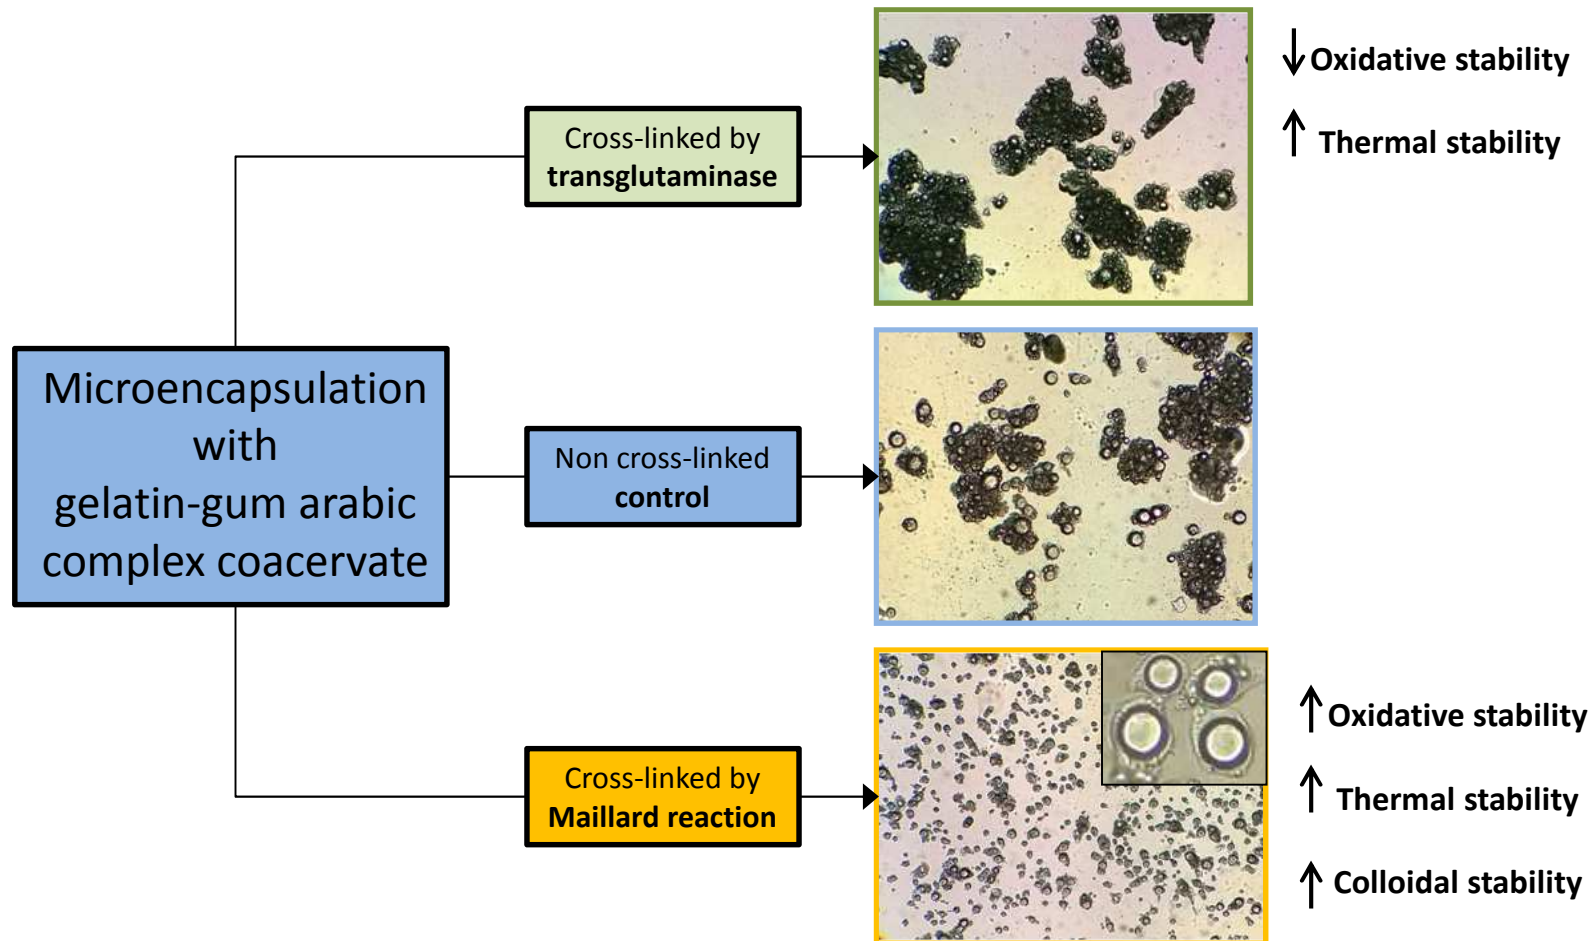 Microencapsulation
with
gelatin-gum arabic
complex coacervate
Cross-linked by
transglutaminase
↓ Oxidative stability
↑ Thermal stability
Non cross-linked
control
Cross-linked by
Maillard reaction
↑ Oxidative stability
↑ Thermal stability
↑ Colloidal stability